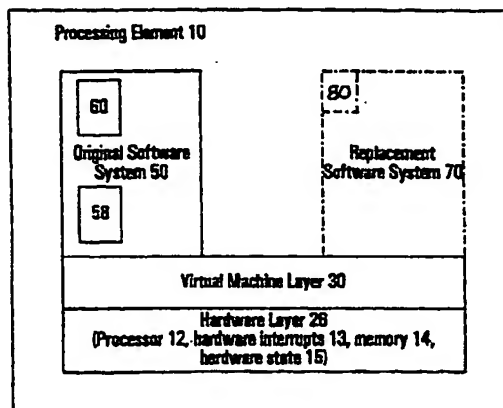 Processing Element 10
60
80
Original Software
System 50
Replacement
Software System 70
58
Virtual Machine Layer 30
Hardware Layer 26
(Processor 12, hardware interrupts 13, memory 14,
hardware state 15)